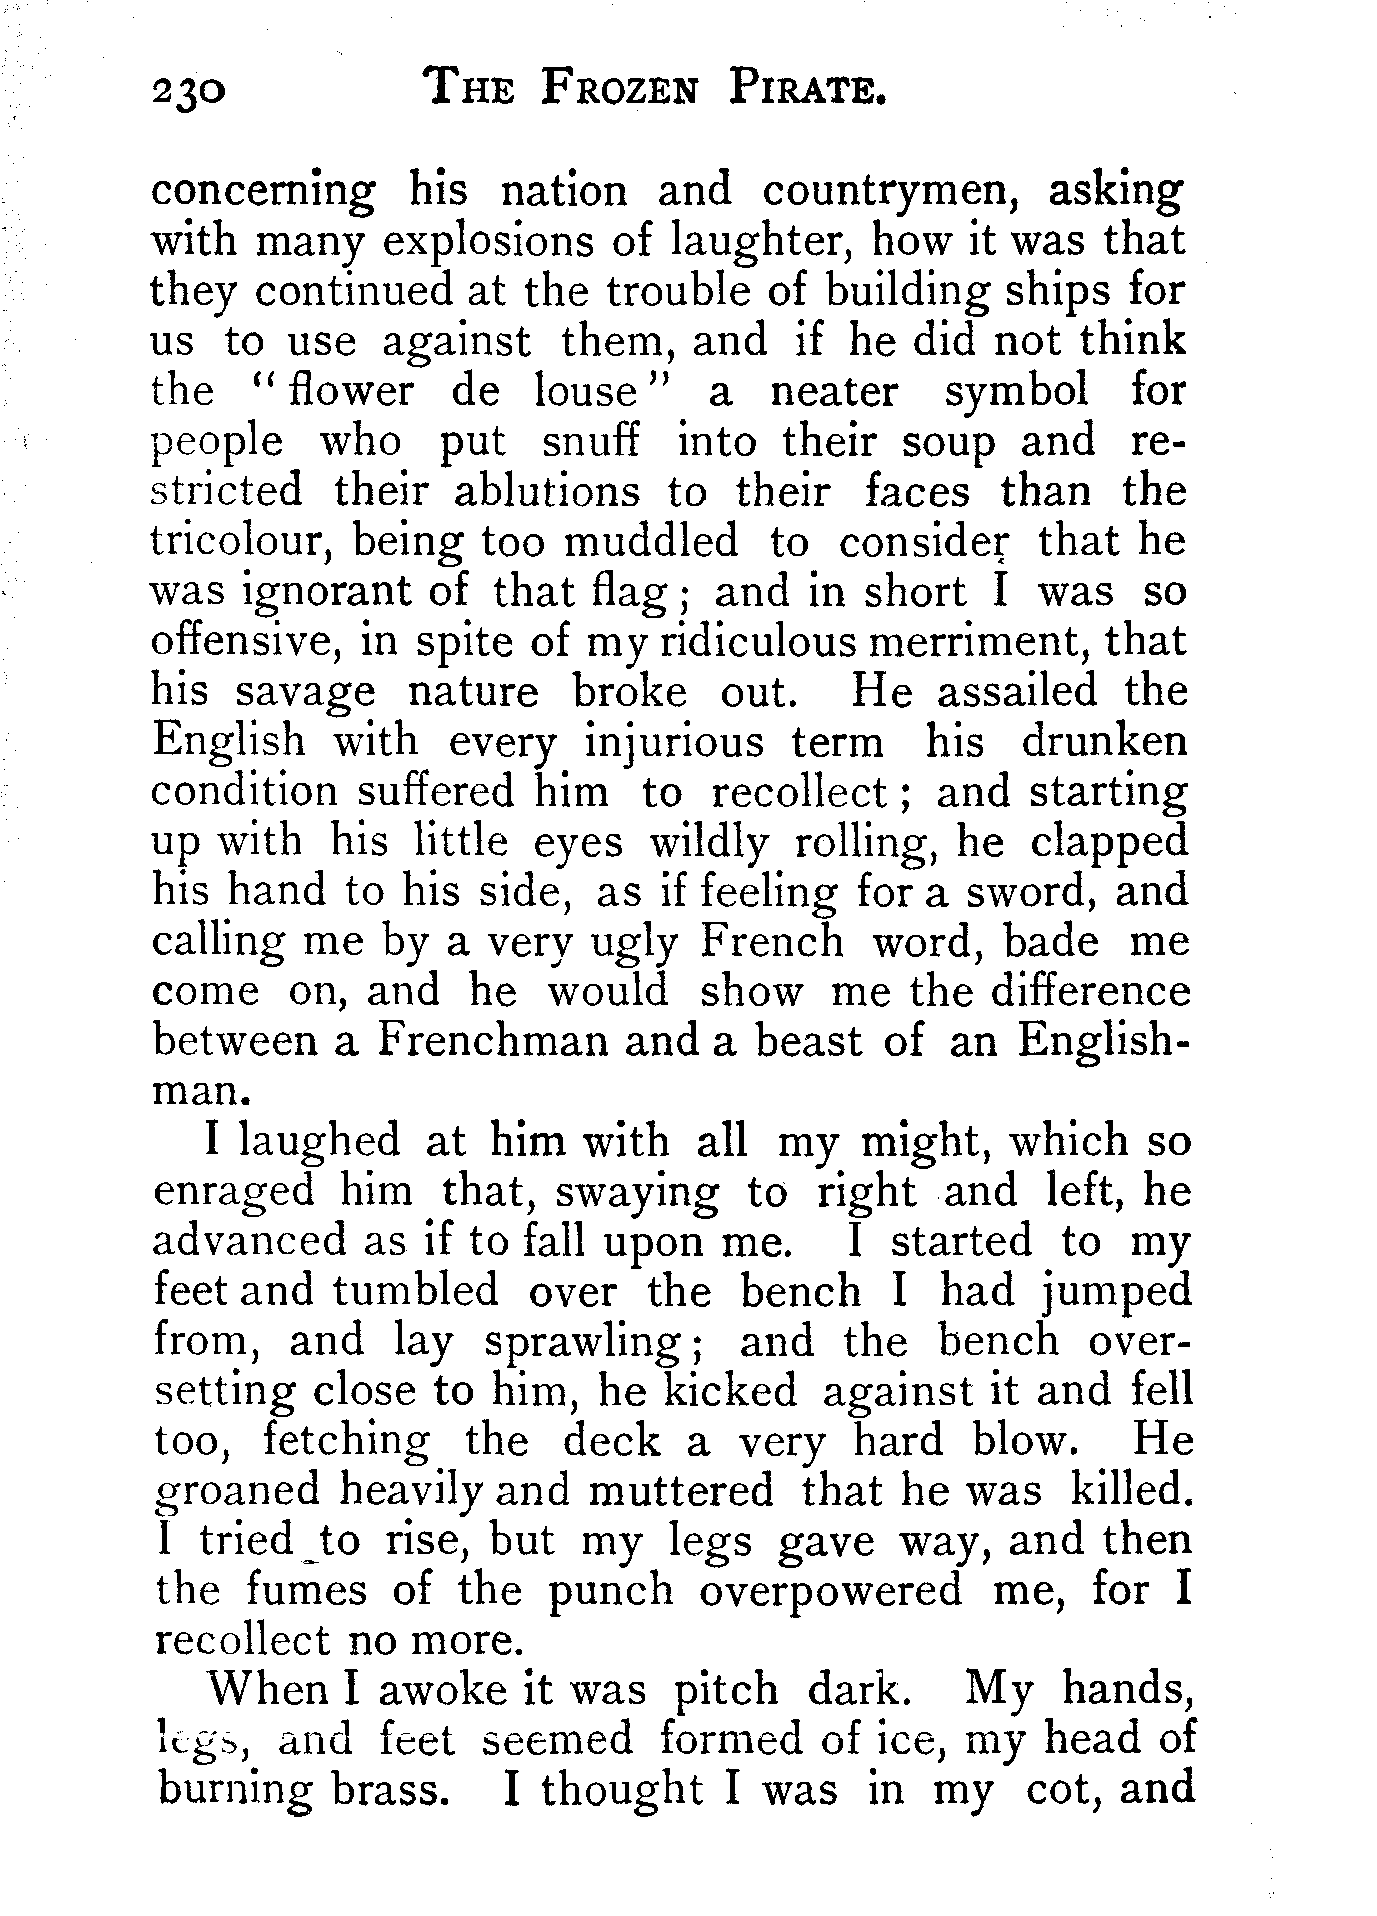 230 The Frozen Pirate.
concerning his nation and countrymen, asking
with many explosions of laughter, how it was that
they continued at the trouble of building ships for
us to use against them, and if he did not think
the “flower de louse” a neater symbol for
people who put snuff into their soup and re-
stricted their ablutions to their faces than the
tricolour, being too muddled to consider that he
was ignorant of that flag; and in short I was so
offensive, in spite of my ridiculous merriment, that
his savage nature broke out. He assailed the
English with every injurious term his drunken
condition suffered him to recollect; and starting
up with his little eyes wildly rolling, he clapped
his hand to his side, as if feeling for a sword, and
calling me by a very ugly French word, bade me
come on, and he would show me the difference
between a Frenchman and a beast of an English-
man.
I laughed at him with all my might, which so
enraged him that, swaying to right and left, he
advanced as if to fall upon me. I started to my
feet and tumbled over the bench I had jumped
from, and lay sprawling; and the bench over-
setting close to him, he kicked against it and fell
too, fetching the deck a very hard blow. He
groaned heavily and muttered that he was killed.
I tried to rise, but my legs gave way, and then
the fumes of the punch overpowered me, for I
recollect no more.
When I awoke it was pitch dark. My hands,
legs, and feet seemed formed of ice, my head of
burning brass. I thought I was in my cot, and